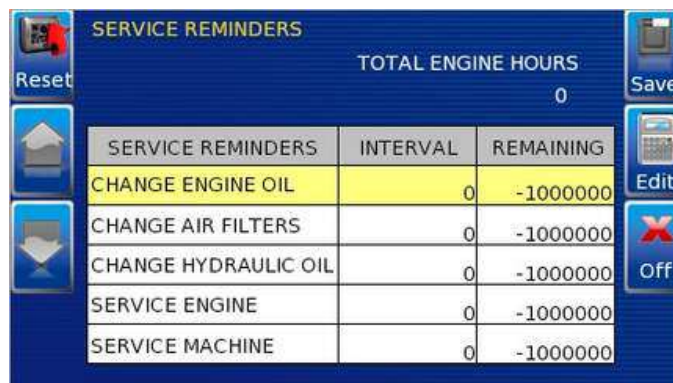 SERVICE REMINDERS
TOTAL ENGINE HOURS
0
Reset
Save
Edit
Off
SERVICE REMINDERS INTERVAL REMAINING
CHANGE ENGINE OIL 0 -1000000
CHANGE AIR FILTERS 0 -1000000
CHANGE HYDRAULIC OIL 0 -1000000
SERVICE ENGINE 0 -1000000
SERVICE MACHINE 0 -1000000